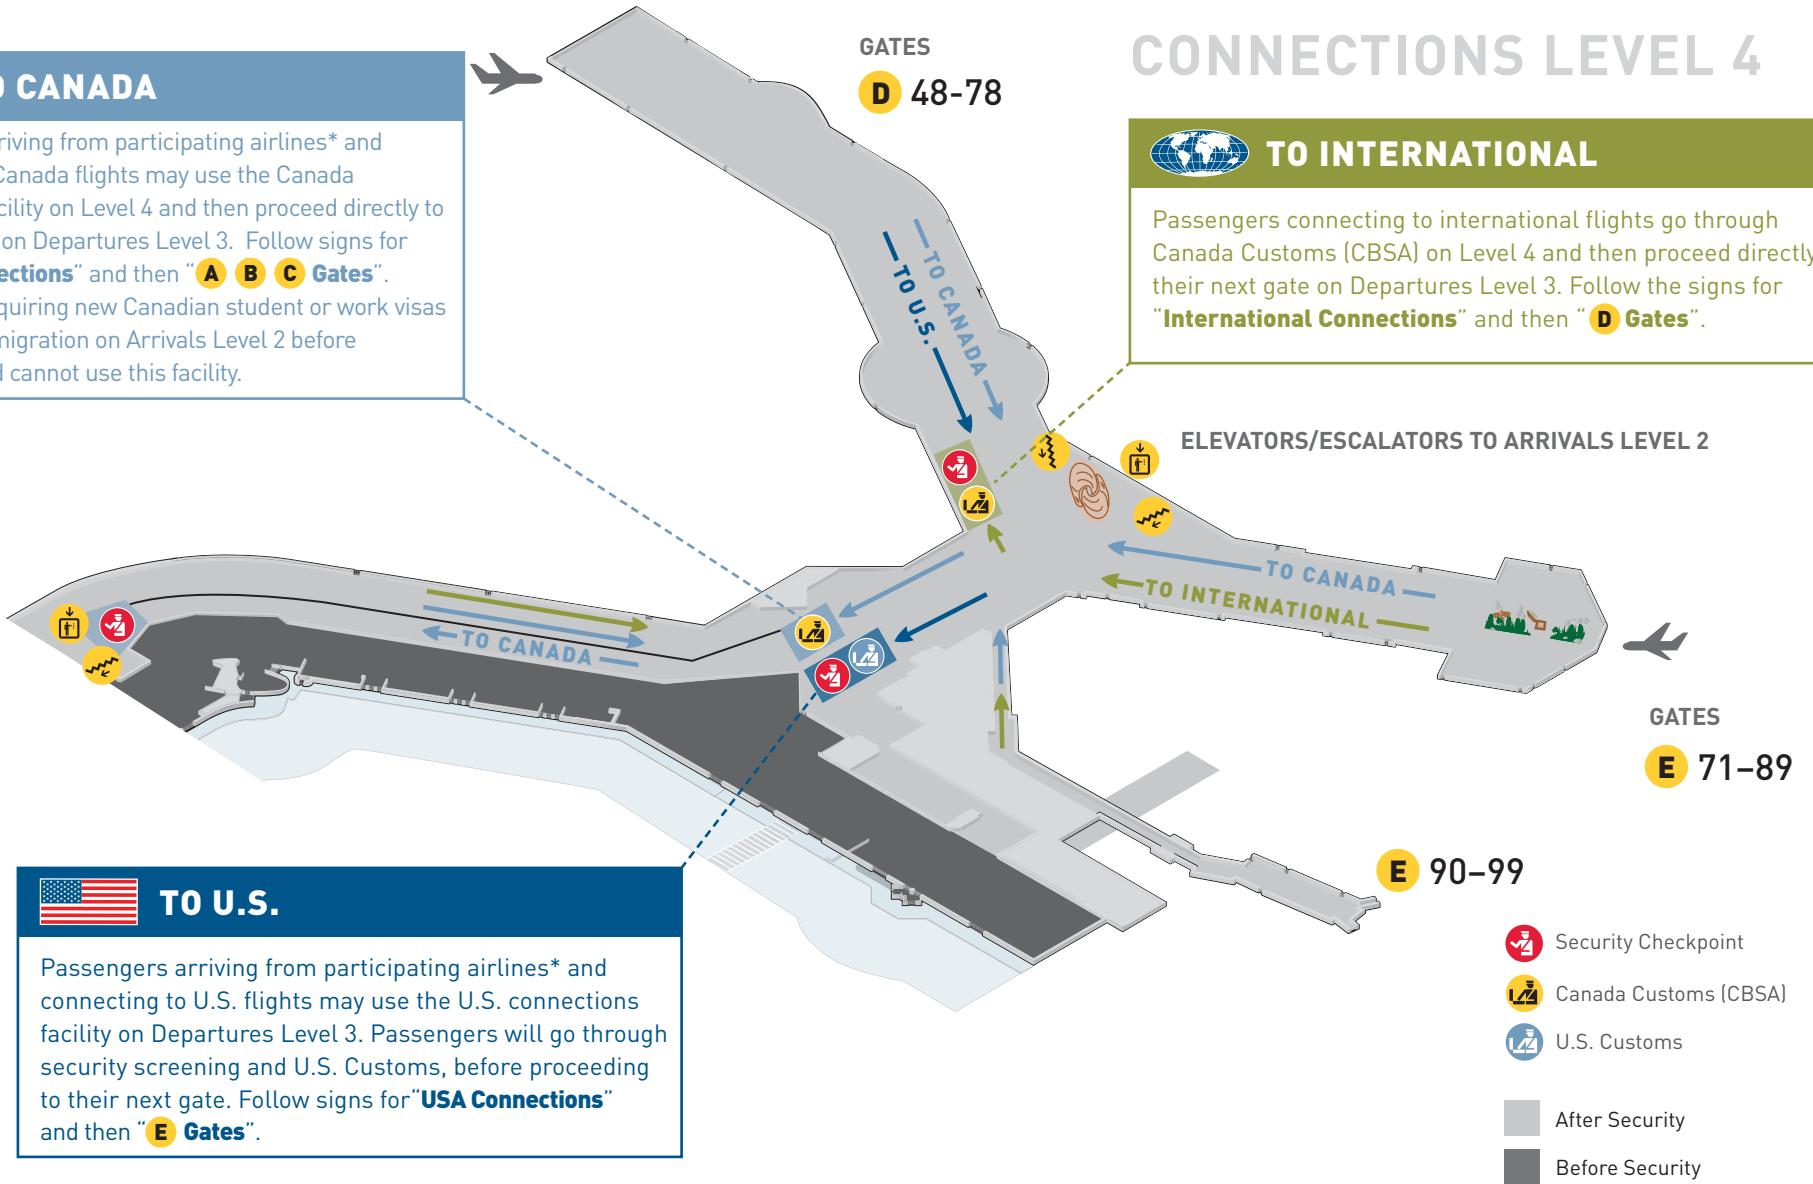 CONNECTIONS LEVEL 4
GATES
D 48-78
CANADA
riving from participating airlines* and
Canada flights may use the Canada
cility on Level 4 and then proceed directly to
on Departures Level 3. Follow signs for
ections” and then “A B C Gates”.
quiring new Canadian student or work visas
migration on Arrivals Level 2 before
d cannot use this facility.
TO INTERNATIONAL
Passengers connecting to international flights go through
Canada Customs (CBSA) on Level 4 and then proceed directly
their next gate on Departures Level 3. Follow the signs for
“International Connections” and then “D Gates”.
TO U.S.
TO CANADA
ELEVATORS/ESCALATORS TO ARRIVALS LEVEL 2
TO CANADA
TO INTERNATIONAL
TO CANADA
GATES
E 71–89
E 90–99
TO U.S.
Passengers arriving from participating airlines* and
connecting to U.S. flights may use the U.S. connections
facility on Departures Level 3. Passengers will go through
security screening and U.S. Customs, before proceeding
to their next gate. Follow signs for“USA Connections”
and then “E Gates”.
Security Checkpoint
Canada Customs (CBSA)
U.S. Customs
After Security
Before Security